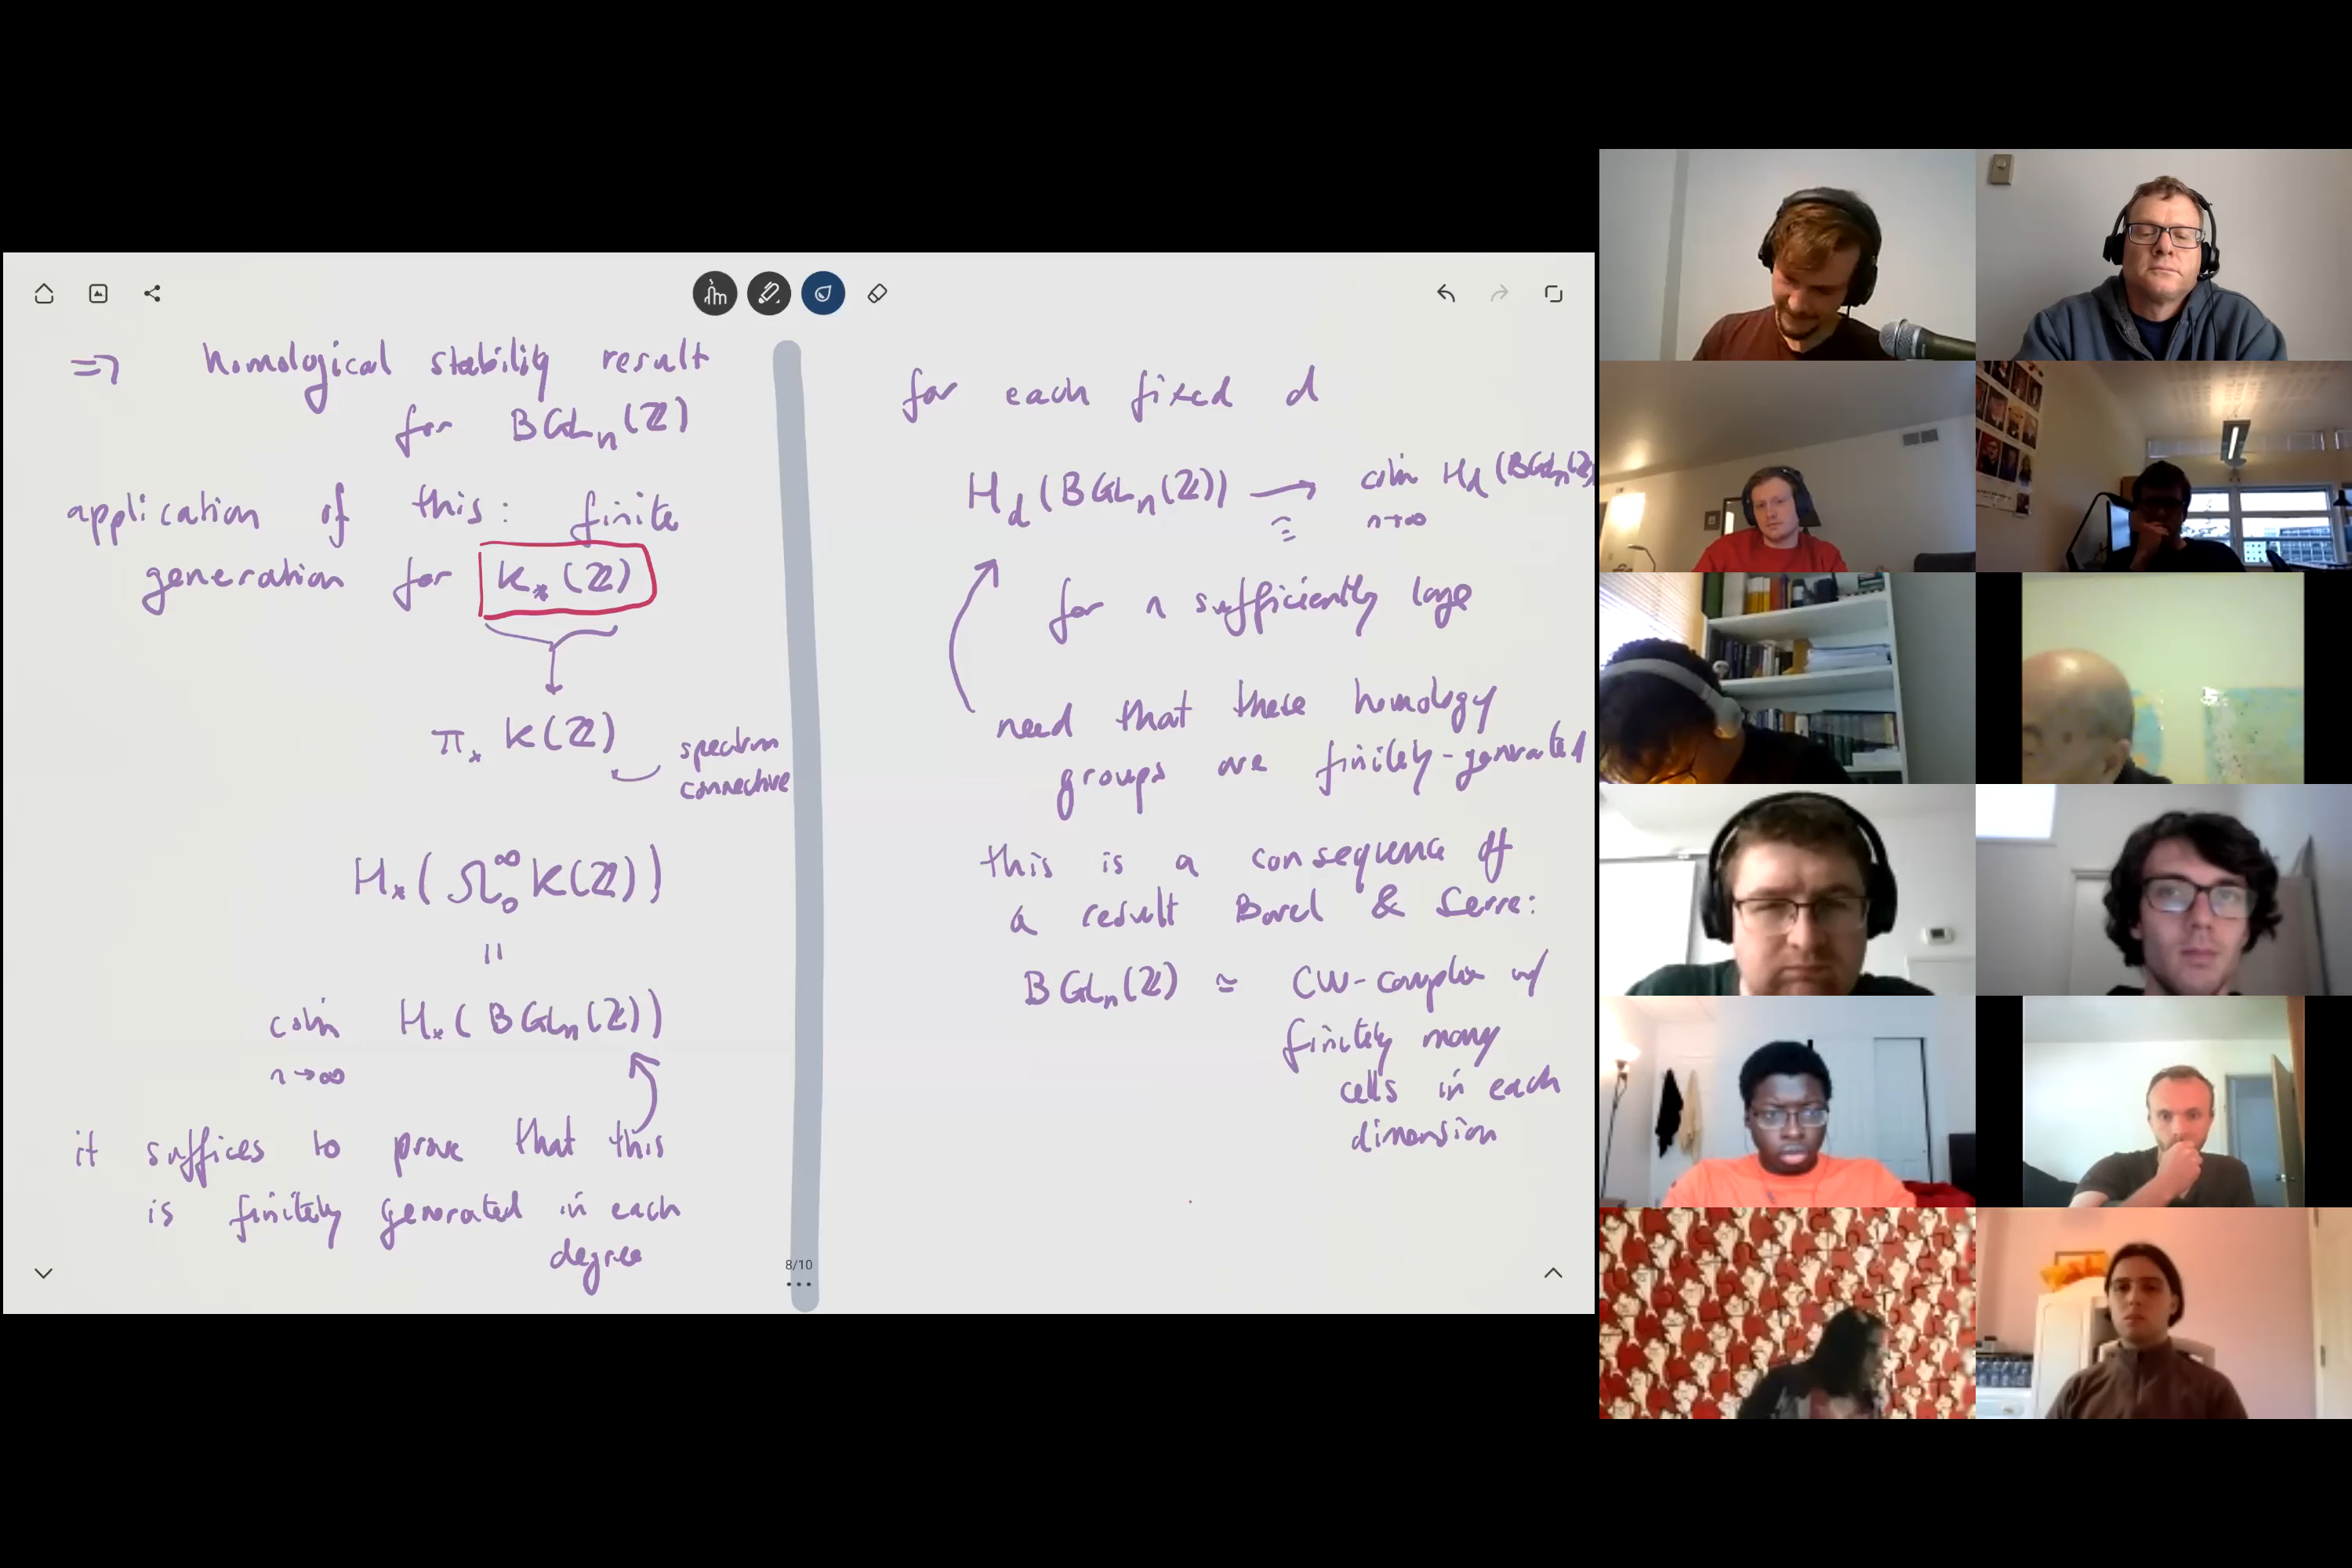 ⇒ homological stability result
for BGLn(ℤ)
application of this: finite
generation for K*(ℤ)
π* K(ℤ)
spectrum
connective
H*(Ω∞0 K(ℤ))
=
colim H*(BGLn(ℤ))
n→∞
it suffices to prove that this
is finitely generated in each
degree
8/10
for each fixed d
Hd(BGLn(ℤ)) → colim Hd(BGLn(ℤ)
≅ n→∞
for n sufficiently large
need that these homology
groups are finitely-generated
this is a consequence of
a result Borel & Serre:
BGLn(ℤ) ≃ CW-complex w/
finitely many
cells in each
dimension